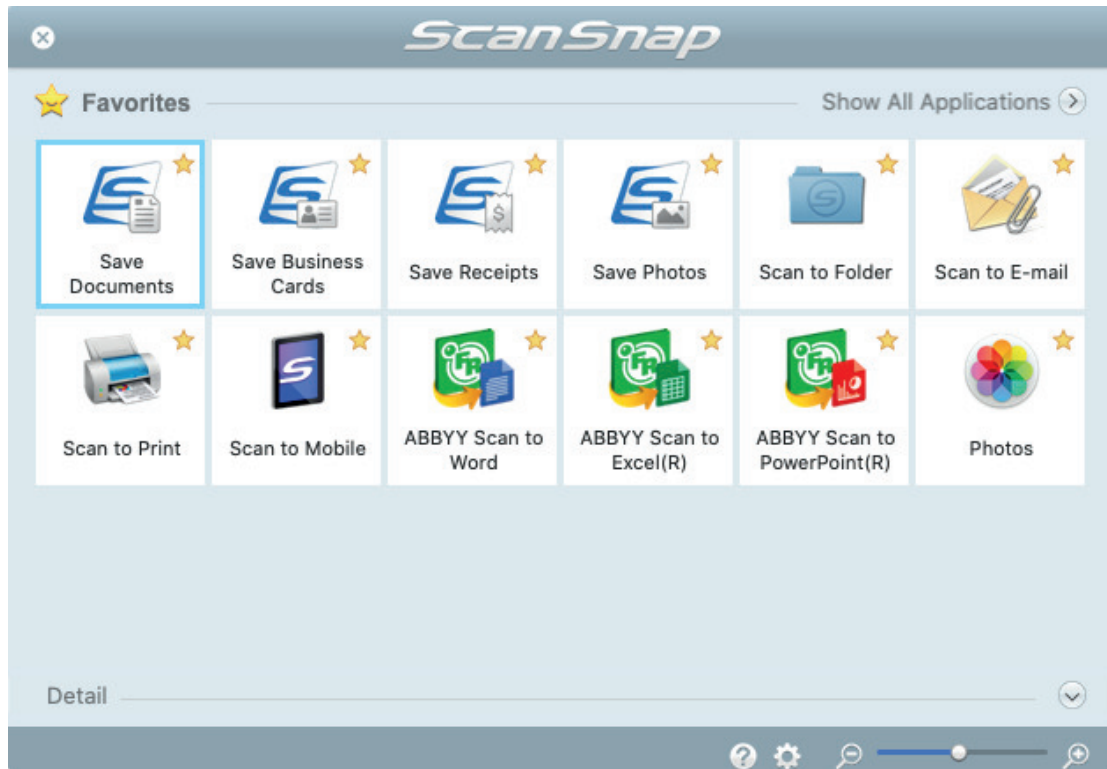 ScanSnap
Favorites
Show All Applications
Save
Documents
Save Business
Cards
Save Receipts
Save Photos
Scan to Folder
Scan to E-mail
Scan to Print
Scan to Mobile
ABBYY Scan to
Word
ABBYY Scan to
Excel(R)
ABBYY Scan to
PowerPoint(R)
Photos
Detail